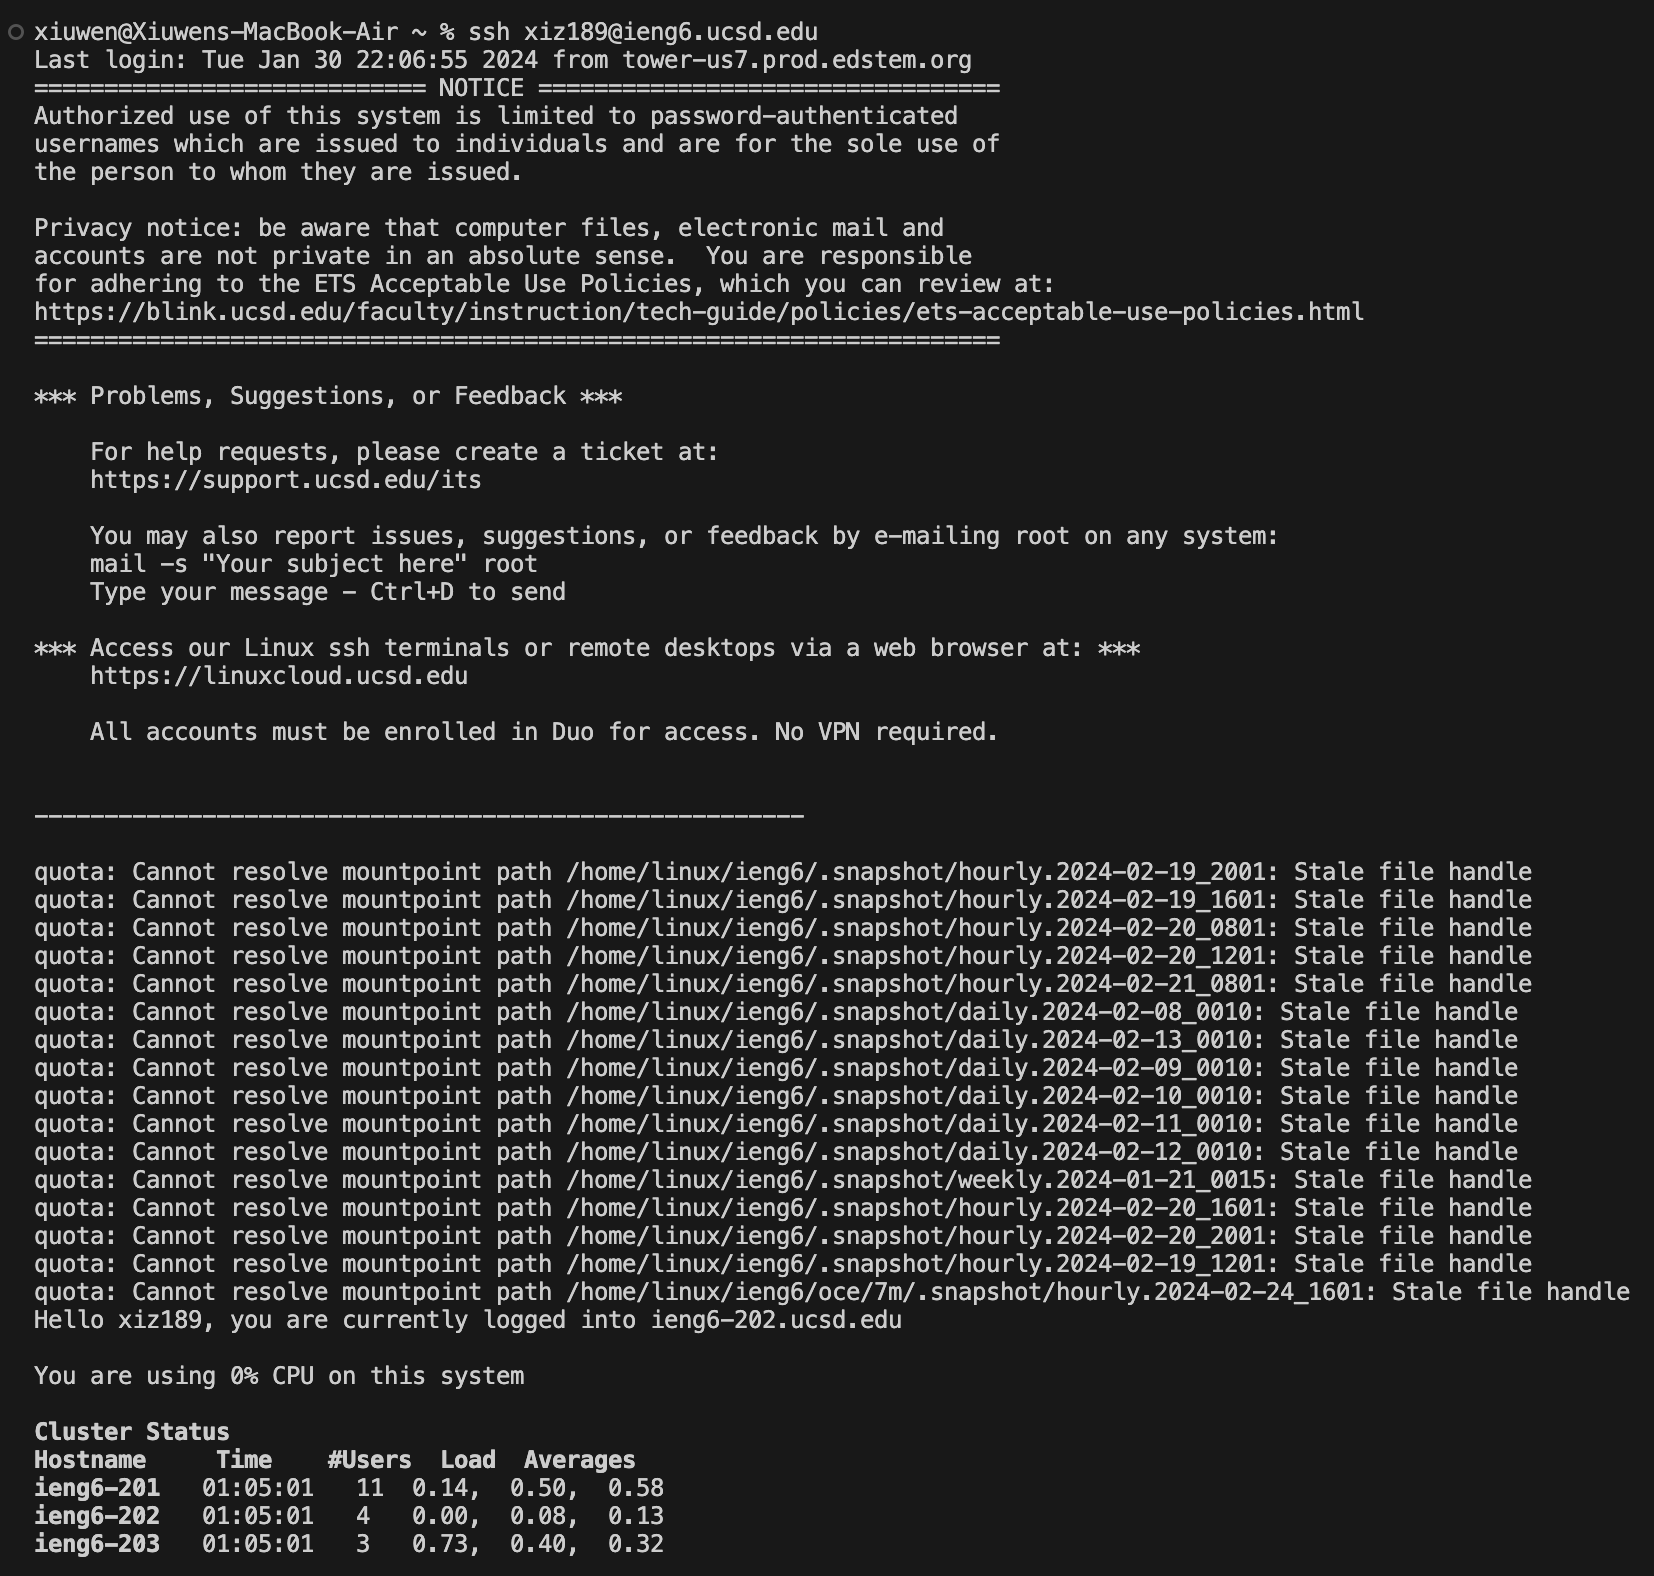 xiuwen@Xiuwens-MacBook-Air ~ % ssh xiz189@ieng6.ucsd.edu
Last login: Tue Jan 30 22:06:55 2024 from tower-us7.prod.edstem.org
============================ NOTICE =================================
Authorized use of this system is limited to password-authenticated
usernames which are issued to individuals and are for the sole use of
the person to whom they are issued.

Privacy notice: be aware that computer files, electronic mail and
accounts are not private in an absolute sense.  You are responsible
for adhering to the ETS Acceptable Use Policies, which you can review at:
https://blink.ucsd.edu/faculty/instruction/tech-guide/policies/ets-acceptable-use-policies.html
=====================================================================

*** Problems, Suggestions, or Feedback ***

    For help requests, please create a ticket at:
    https://support.ucsd.edu/its

    You may also report issues, suggestions, or feedback by e-mailing root on any system:
    mail -s "Your subject here" root
    Type your message - Ctrl+D to send

*** Access our Linux ssh terminals or remote desktops via a web browser at: ***
    https://linuxcloud.ucsd.edu

    All accounts must be enrolled in Duo for access. No VPN required.


-------------------------------------------------------

quota: Cannot resolve mountpoint path /home/linux/ieng6/.snapshot/hourly.2024-02-19_2001: Stale file handle
quota: Cannot resolve mountpoint path /home/linux/ieng6/.snapshot/hourly.2024-02-19_1601: Stale file handle
quota: Cannot resolve mountpoint path /home/linux/ieng6/.snapshot/hourly.2024-02-20_0801: Stale file handle
quota: Cannot resolve mountpoint path /home/linux/ieng6/.snapshot/hourly.2024-02-20_1201: Stale file handle
quota: Cannot resolve mountpoint path /home/linux/ieng6/.snapshot/hourly.2024-02-21_0801: Stale file handle
quota: Cannot resolve mountpoint path /home/linux/ieng6/.snapshot/daily.2024-02-08_0010: Stale file handle
quota: Cannot resolve mountpoint path /home/linux/ieng6/.snapshot/daily.2024-02-13_0010: Stale file handle
quota: Cannot resolve mountpoint path /home/linux/ieng6/.snapshot/daily.2024-02-09_0010: Stale file handle
quota: Cannot resolve mountpoint path /home/linux/ieng6/.snapshot/daily.2024-02-10_0010: Stale file handle
quota: Cannot resolve mountpoint path /home/linux/ieng6/.snapshot/daily.2024-02-11_0010: Stale file handle
quota: Cannot resolve mountpoint path /home/linux/ieng6/.snapshot/daily.2024-02-12_0010: Stale file handle
quota: Cannot resolve mountpoint path /home/linux/ieng6/.snapshot/weekly.2024-01-21_0015: Stale file handle
quota: Cannot resolve mountpoint path /home/linux/ieng6/.snapshot/hourly.2024-02-20_1601: Stale file handle
quota: Cannot resolve mountpoint path /home/linux/ieng6/.snapshot/hourly.2024-02-20_2001: Stale file handle
quota: Cannot resolve mountpoint path /home/linux/ieng6/.snapshot/hourly.2024-02-19_1201: Stale file handle
quota: Cannot resolve mountpoint path /home/linux/ieng6/oce/7m/.snapshot/hourly.2024-02-24_1601: Stale file handle
Hello xiz189, you are currently logged into ieng6-202.ucsd.edu

You are using 0% CPU on this system

Cluster Status
Hostname     Time    #Users  Load  Averages
ieng6-201   01:05:01   11  0.14,  0.50,  0.58
ieng6-202   01:05:01   4   0.00,  0.08,  0.13
ieng6-203   01:05:01   3   0.73,  0.40,  0.32